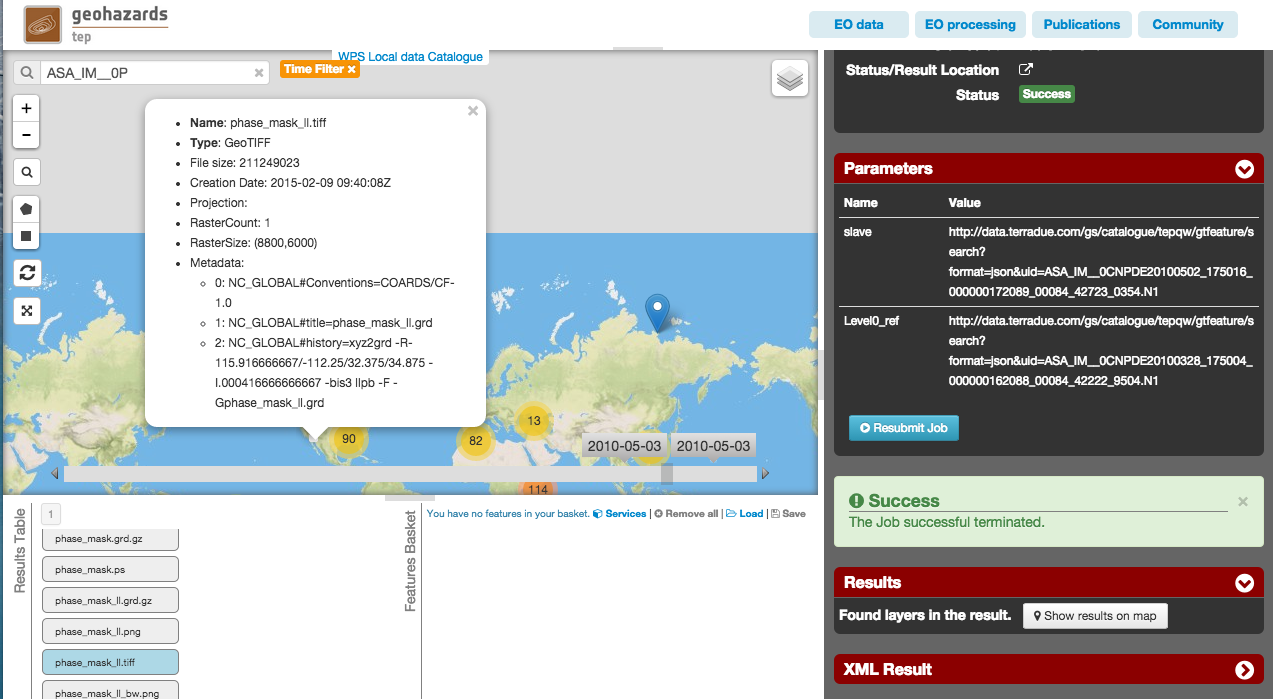 geohazards
tep
EO data
EO processing
Publications
Community
WPS Local data Catalogue
ASA_IM__0P
Time Filter ×
+
−
Name: phase_mask_ll.tiff
Type: GeoTIFF
File size: 211249023
Creation Date: 2015-02-09 09:40:08Z
Projection:
RasterCount: 1
RasterSize: (8800,6000)
Metadata:
0: NC_GLOBAL#Conventions=COARDS/CF-
1.0
1: NC_GLOBAL#title=phase_mask_ll.grd
2: NC_GLOBAL#history=xyz2grd -R-
115.916666667/-112.25/32.375/34.875 -
I.000416666666667 -bis3 llpb -F -
Gphase_mask_ll.grd
90
82
13
114
2010-05-03
2010-05-03
Results Table
1
phase_mask.grd.gz
phase_mask.ps
phase_mask_ll.grd.gz
phase_mask_ll.png
phase_mask_ll.tiff
phase_mask_ll_bw.png
Features Basket
You have no features in your basket. Services | Remove all | Load | Save
Status/Result Location
Status Success
Parameters
Name Value
slave http://data.terradue.com/gs/catalogue/tepqw/gtfeature/s
earch?
format=json&uid=ASA_IM__0CNPDE20100502_175016_
000000172089_00084_42723_0354.N1
Level0_ref http://data.terradue.com/gs/catalogue/tepqw/gtfeature/s
earch?
format=json&uid=ASA_IM__0CNPDE20100328_175004_
000000162088_00084_42222_9504.N1
Resubmit Job
Success
The Job successful terminated.
Results
Found layers in the result. Show results on map
XML Result